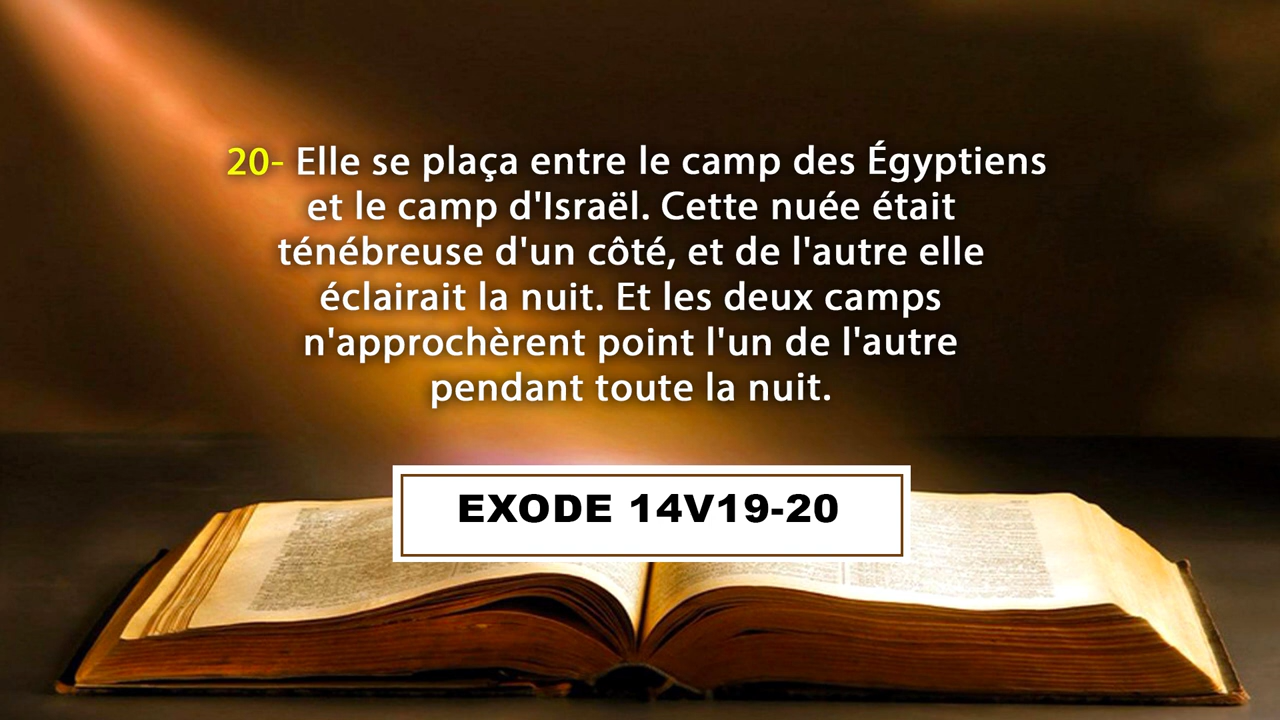 20- Elle se plaça entre le camp des Égyptiens
et le camp d'Israël. Cette nuée était
ténébreuse d'un côté, et de l'autre elle
éclairait la nuit. Et les deux camps
n'approchèrent point l'un de l'autre
pendant toute la nuit.
EXODE 14V19-20